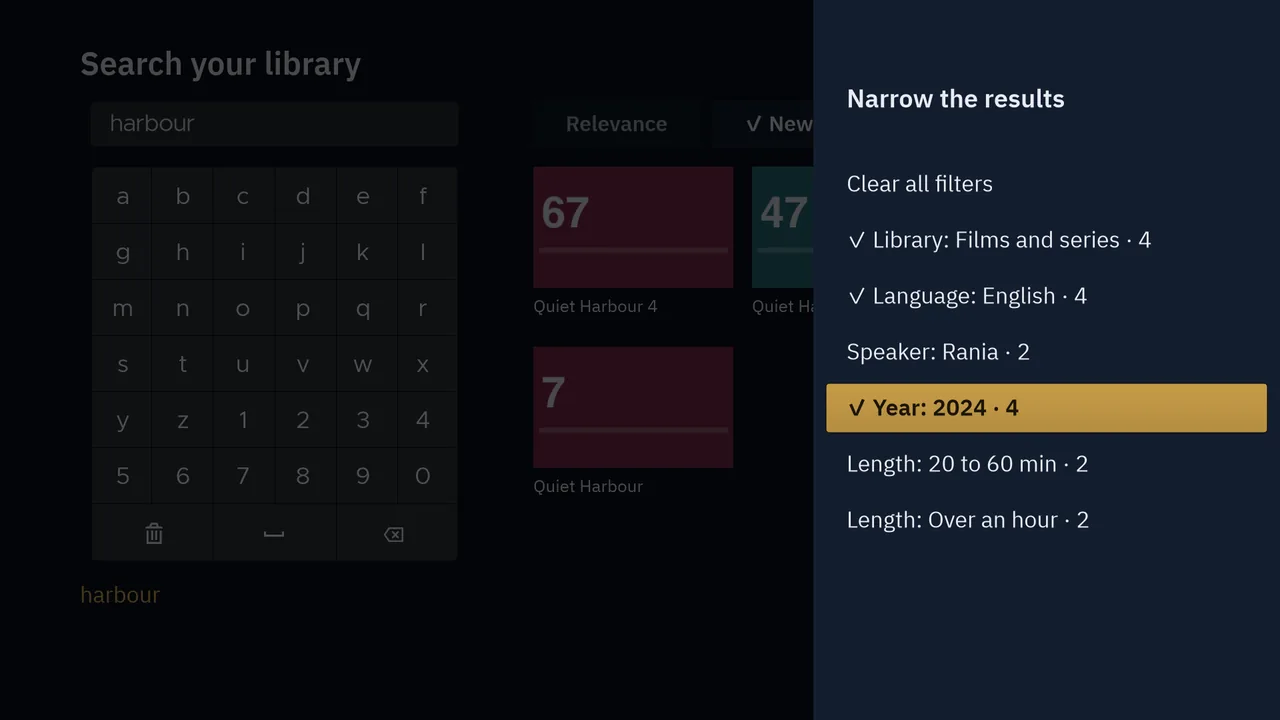 Search your library
harbour
a b c d e f
g h i j k l
m n o p q r
s t u v w x
y z 1 2 3 4
5 6 7 8 9 0
harbour
Relevance
✓ New
67
47
Quiet Harbour 4
Quiet Ha
7
Quiet Harbour
Narrow the results
Clear all filters
✓ Library: Films and series · 4
✓ Language: English · 4
Speaker: Rania · 2
✓ Year: 2024 · 4
Length: 20 to 60 min · 2
Length: Over an hour · 2